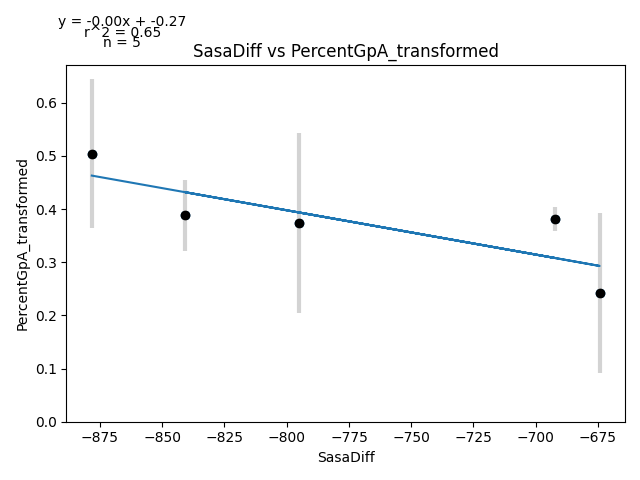 y = -0.00x + -0.27
r^2 = 0.65
n = 5
SasaDiff vs PercentGpA_transformed
PercentGpA_transformed
0.6
0.5
0.4
0.3
0.2
0.1
0.0
−875 −850 −825 −800 −775 −750 −725 −700 −675
SasaDiff